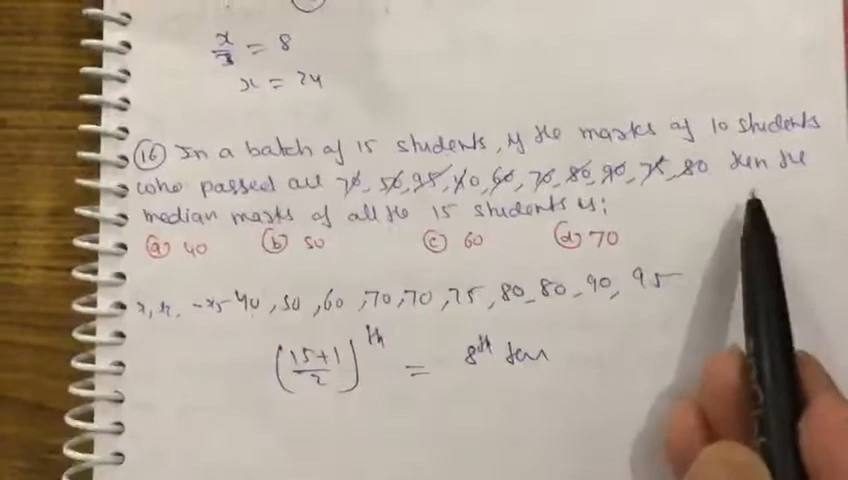 x/3 = 8
x = 24
(16) In a batch of 15 students, if the marks of 10 students
who passed are 70, 50, 95, 40, 60, 70, 80, 90, 75, 80 then the
median marks of all the 15 students is:
(a) 40 (b) 50 (c) 60 (d) 70
x, x2 - x5 40, 50, 60, 70, 70, 75, 80, 80, 90, 95
(15+1/2)th = 8th term